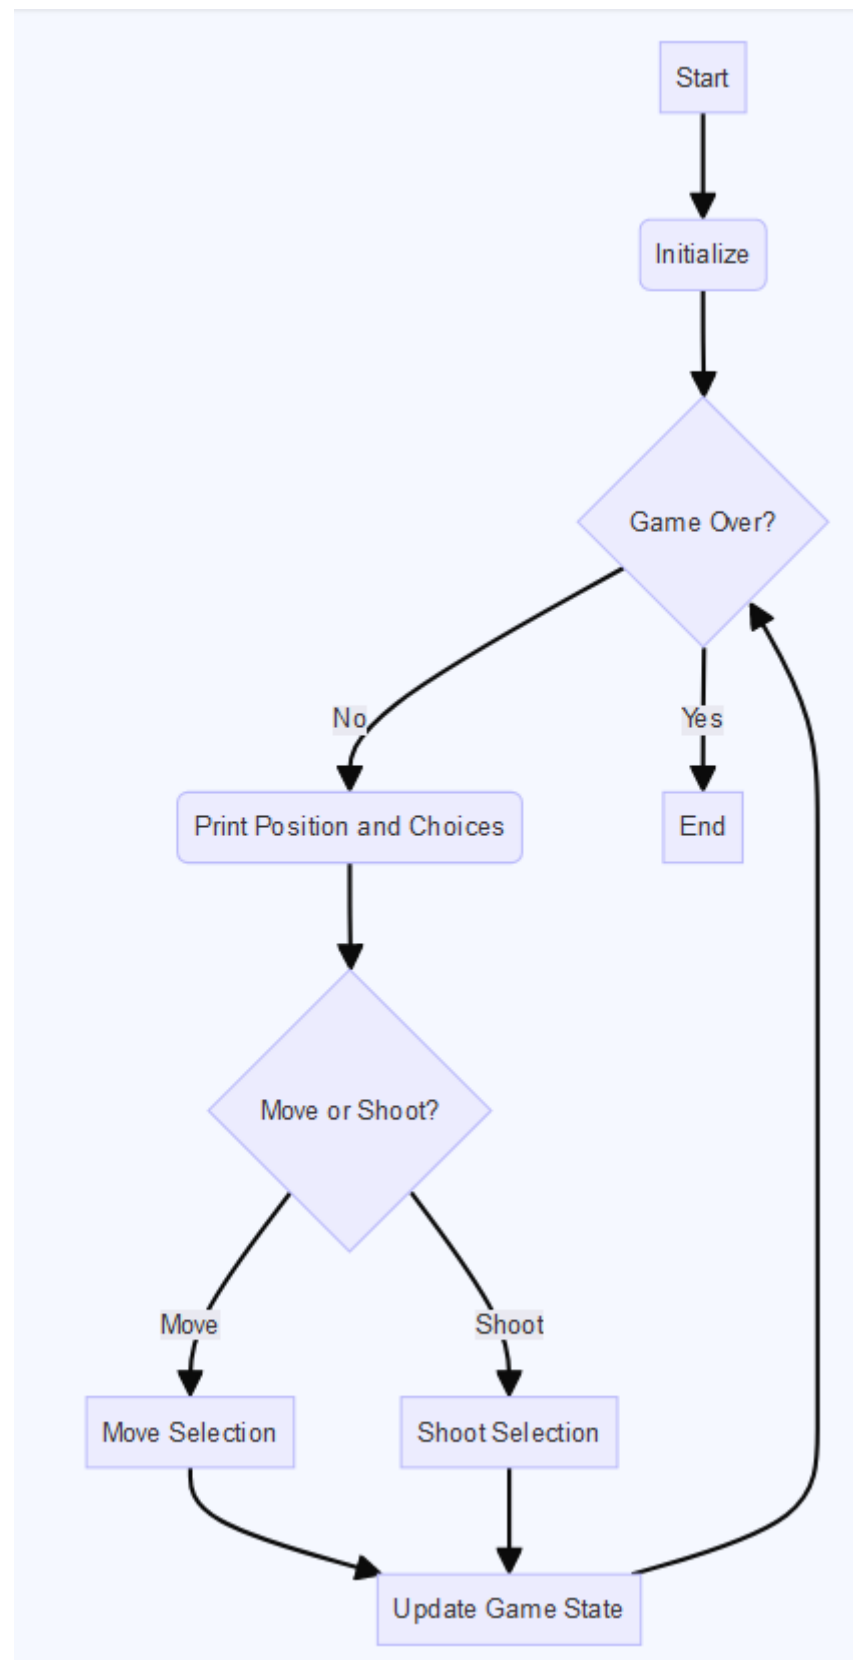 Start
Initialize
Game Over?
No
Yes
Print Position and Choices
End
Move or Shoot?
Move
Shoot
Move Selection
Shoot Selection
Update Game State